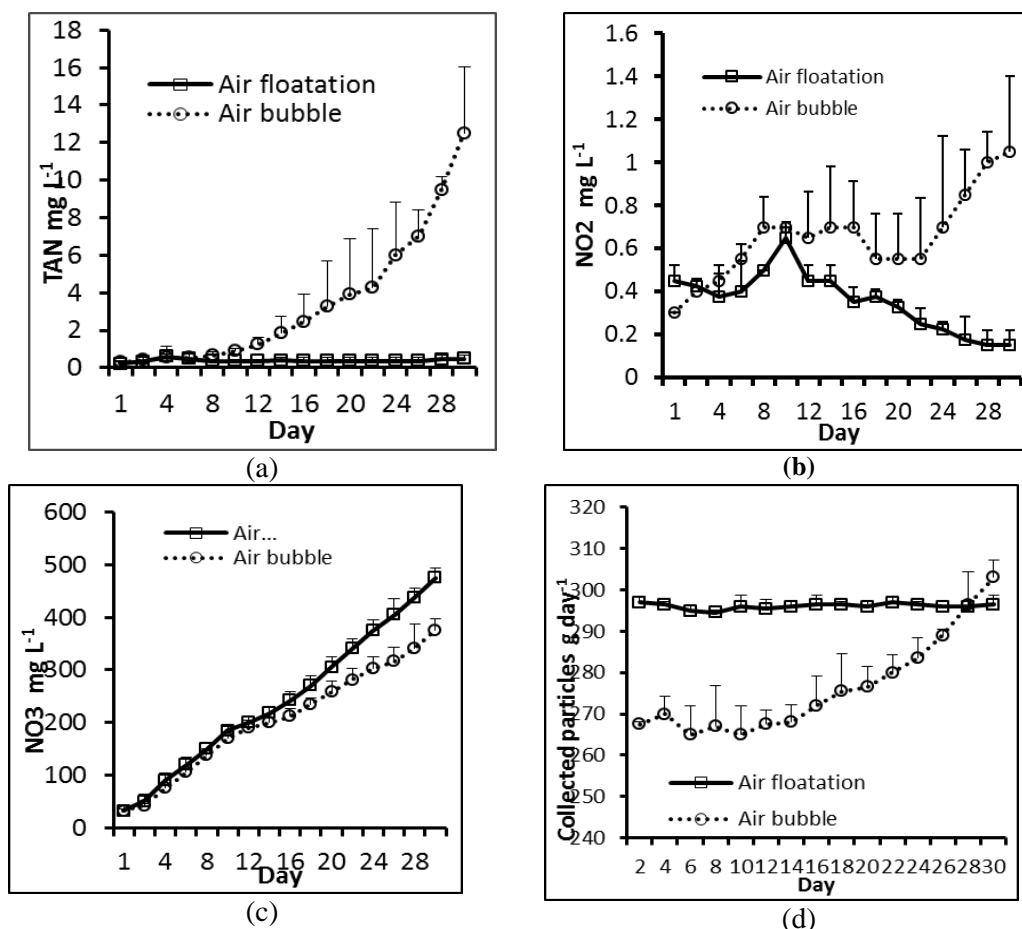 18
16
14
12
10
8
6
4
2
0
TAN mg L-1
Air floatation
Air bubble
1 4 8 12 16 20 24 28
Day
(a)
1.6
1.4
1.2
1
0.8
0.6
0.4
0.2
0
NO2 mg L-1
Air floatation
Air bubble
1 4 8 12 16 20 24 28
Day
(b)
600
500
400
300
200
100
0
NO3 mg L-1
Air...
Air bubble
1 4 8 12 16 20 24 28
Day
(c)
320
310
300
290
280
270
260
250
240
Collected particles g day-1
Air floatation
Air bubble
2 4 6 8 10 12 14 16 18 20 22 24 26 28 30
Day
(d)